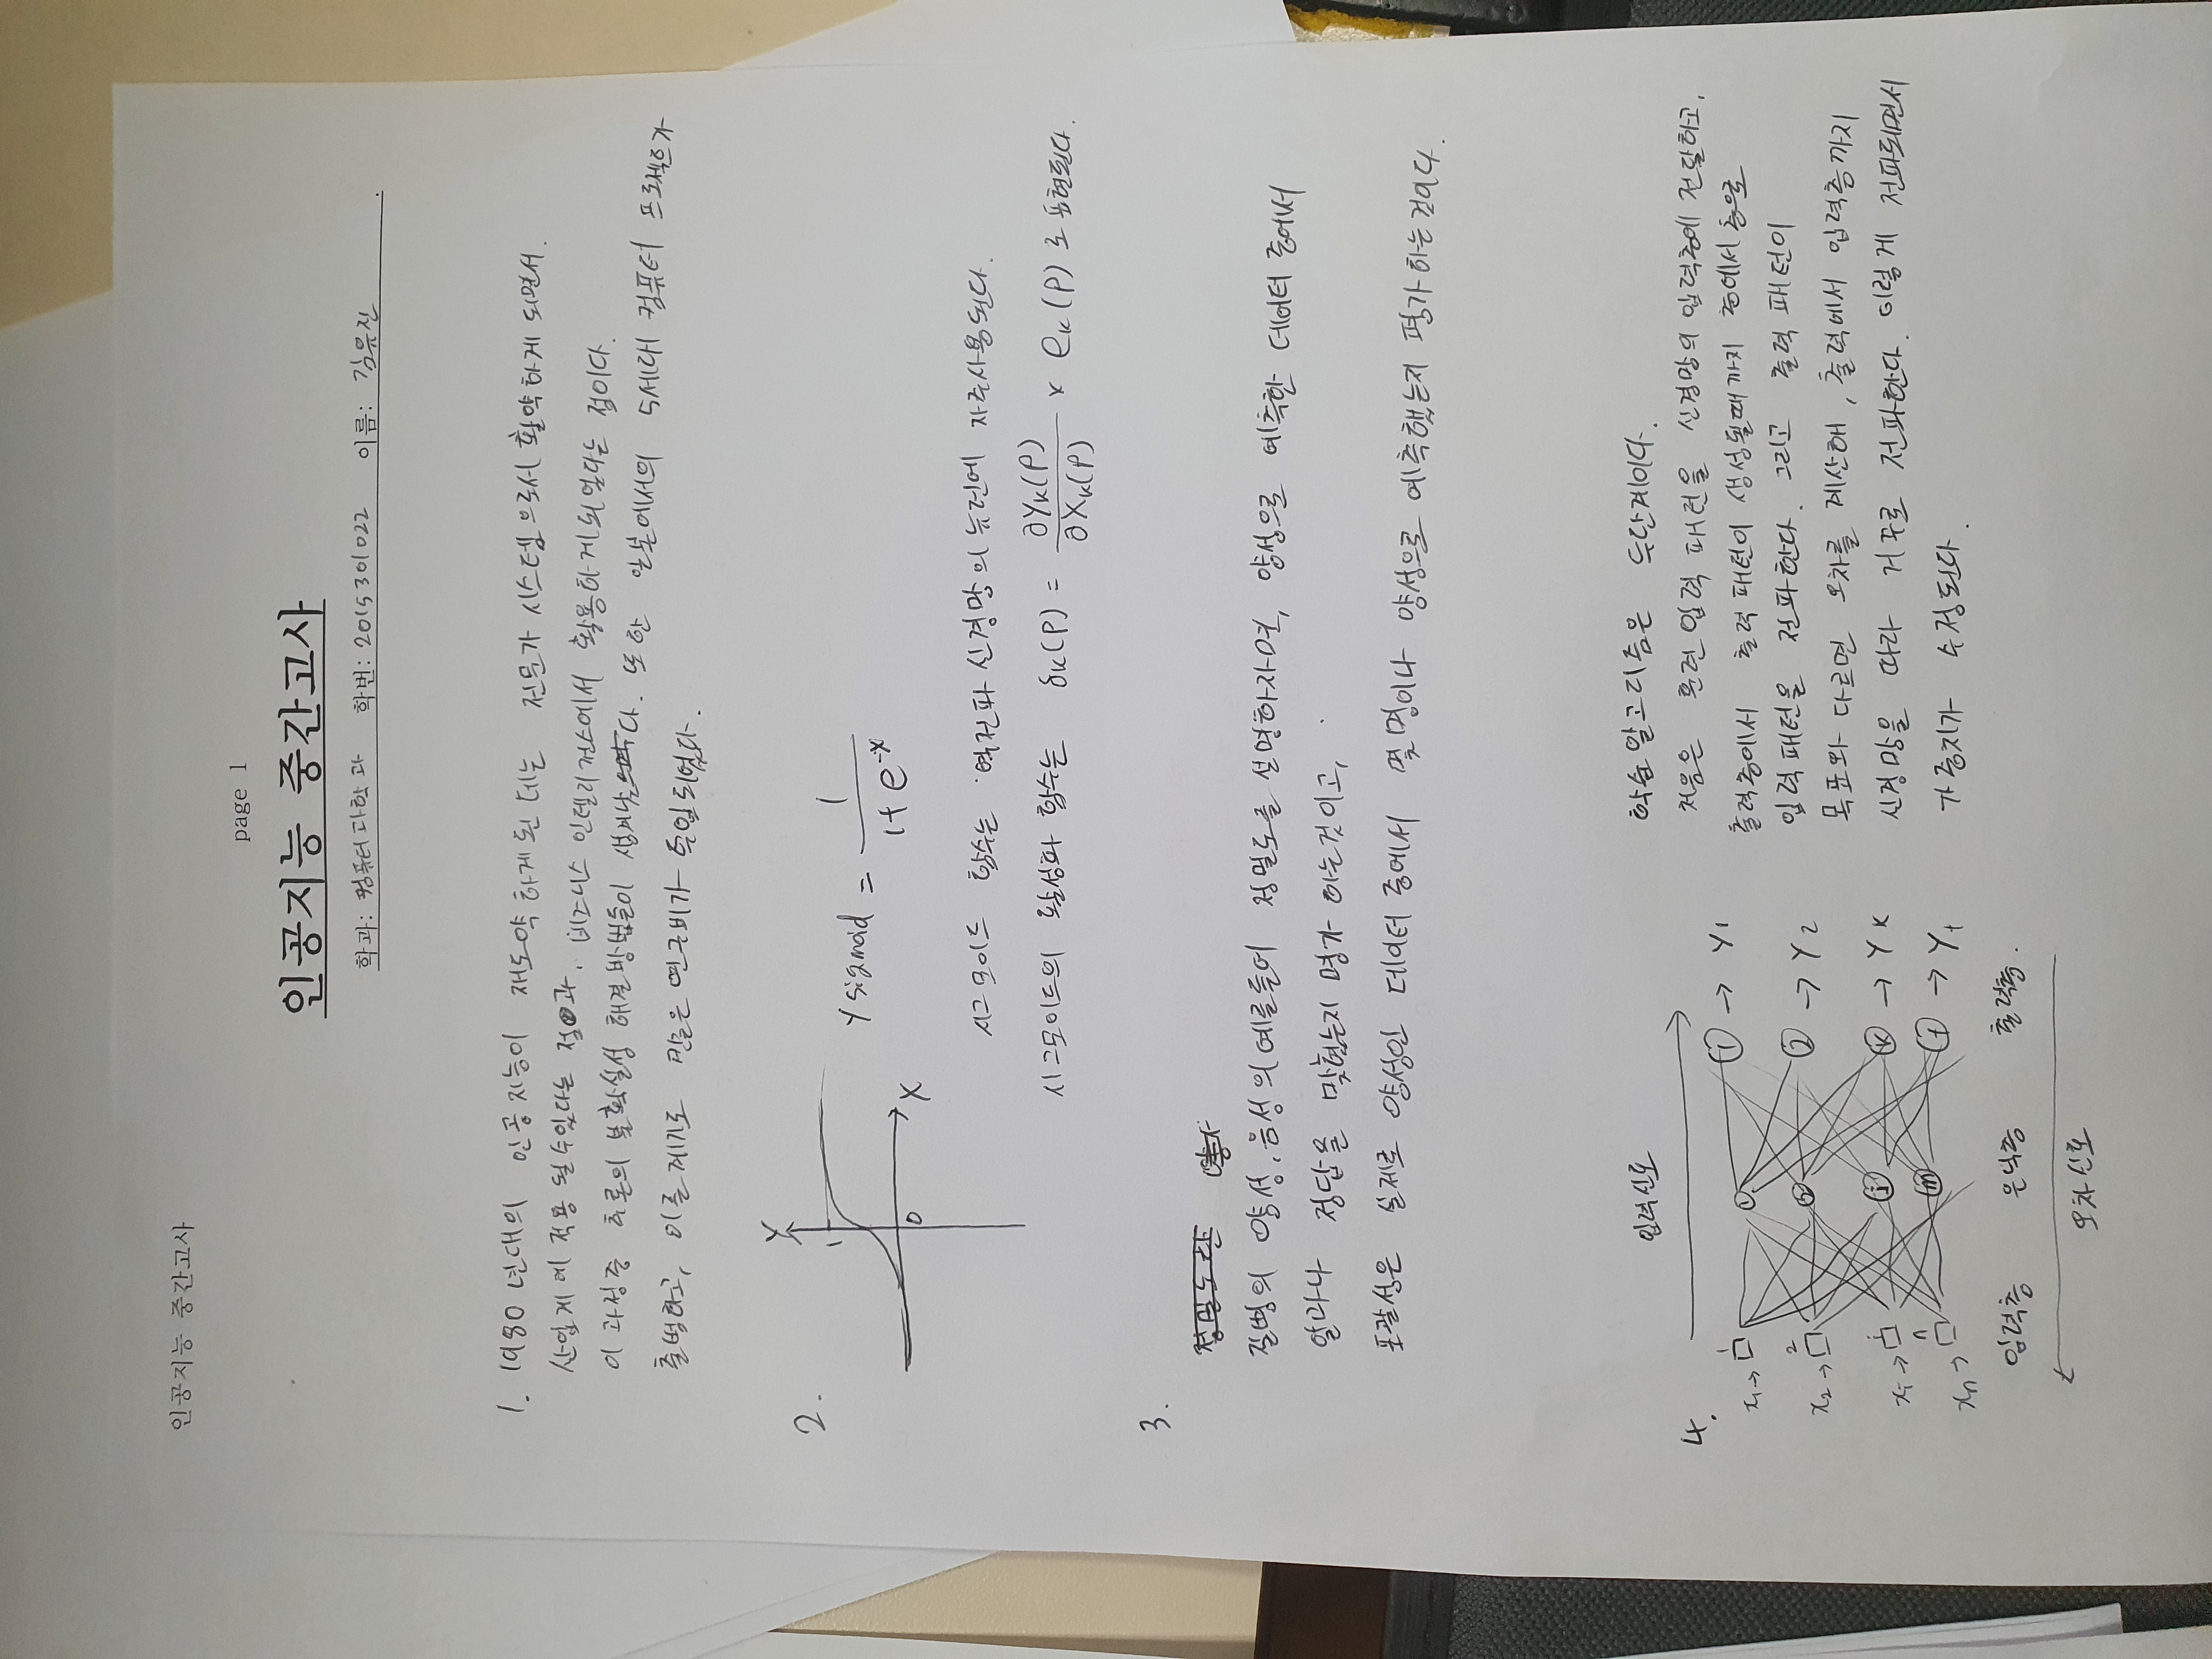 인공지능 중간고사
page 1
인공지능 중간고사
학과: 컴퓨터과학과 학번: 2015301022 이름: 김유진 .
1. 1980년대의 인공지능이 재도약 하게 된 데는 전문가 시스템으로서 활약하게 되면서.
산업계에 적용 될 수 있다는 점과, 비즈니스 인텔리전스에서 활용하게 되었다는 점이다.
이 과정중 추론의 불확실성 해결방법들이 생겨났다. 또한 일본에서의 5세대 컴퓨터 프로젝트가
출범하고, 이를 계기로 많은 연구비가 투입되었다.
2.
Y
1
0
X
Y sigmoid = 1 / (1 + e^-x)
시그모이드 함수는 역전파 신경망의 뉴런에 자주사용된다.
시그모이드의 활성화 함수는 δk(P) = ∂Yk(P) / ∂Xk(P) × ek(P) 로 표현된다.
3.
정밀도란
질병의 양성, 음성의 예를들어 정밀도를 설명하자면, 양성으로 예측한 데이터 중에서
얼마나 정답을 맞혔는지 평가 하는것이고,
포괄성은 실제로 양성인 데이터 중에서 몇명이나 양성으로 예측했는지 평가 하는것이다.
4.
입력신호
x1 → 1 1 1 → Y1
x2 → 2 2 2 → Y2
xi → i j k → Yk
xn → n m l → Yl
입력층 은닉층 출력층.
오차신호
학습 알고리즘은 두단계이다.
처음은 훈련 입력 패턴을 신경망의 입력층에 전달하고,
출력층에서 출력 패턴이 생성될때까지 층에서 층으로
입력패턴을 전파한다. 그리고 출력 패턴이
목표와 다르면 오차를 계산해, 출력에서 입력층까지
신경망을 따라 거꾸로 전파한다. 이렇게 전파되면서
가중치가 수정된다.